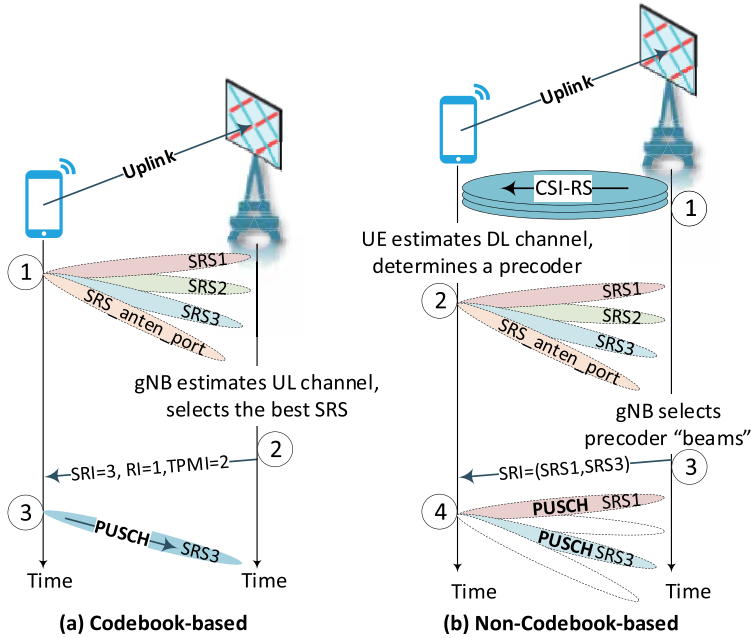 Uplink
1
SRS1
SRS2
SRS3
SRS_anten_port
gNB estimates UL channel,
selects the best SRS
2
SRI=3, RI=1,TPMI=2
3
PUSCH SRS3
Time
Time
(a) Codebook-based
Uplink
CSI-RS
1
UE estimates DL channel,
determines a precoder
2
SRS1
SRS2
SRS3
SRS_anten_port
gNB selects
precoder “beams”
3
SRI=(SRS1,SRS3)
4
PUSCH SRS1
PUSCH SRS3
Time
Time
(b) Non-Codebook-based